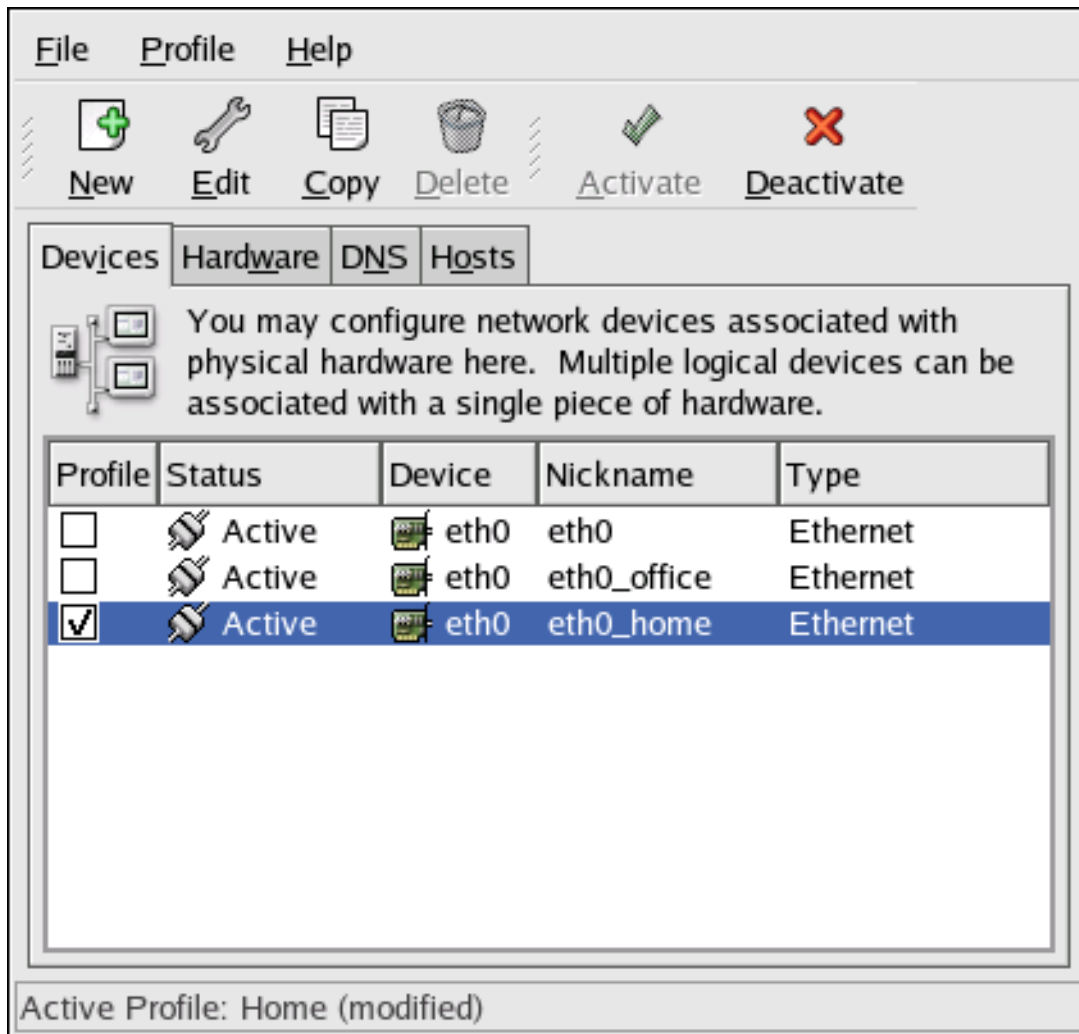 File Profile Help
New Edit Copy Delete Activate Deactivate
Devices Hardware DNS Hosts
You may configure network devices associated with
physical hardware here. Multiple logical devices can be
associated with a single piece of hardware.
Profile Status Device Nickname Type
Active eth0 eth0 Ethernet
Active eth0 eth0_office Ethernet
Active eth0 eth0_home Ethernet
Active Profile: Home (modified)